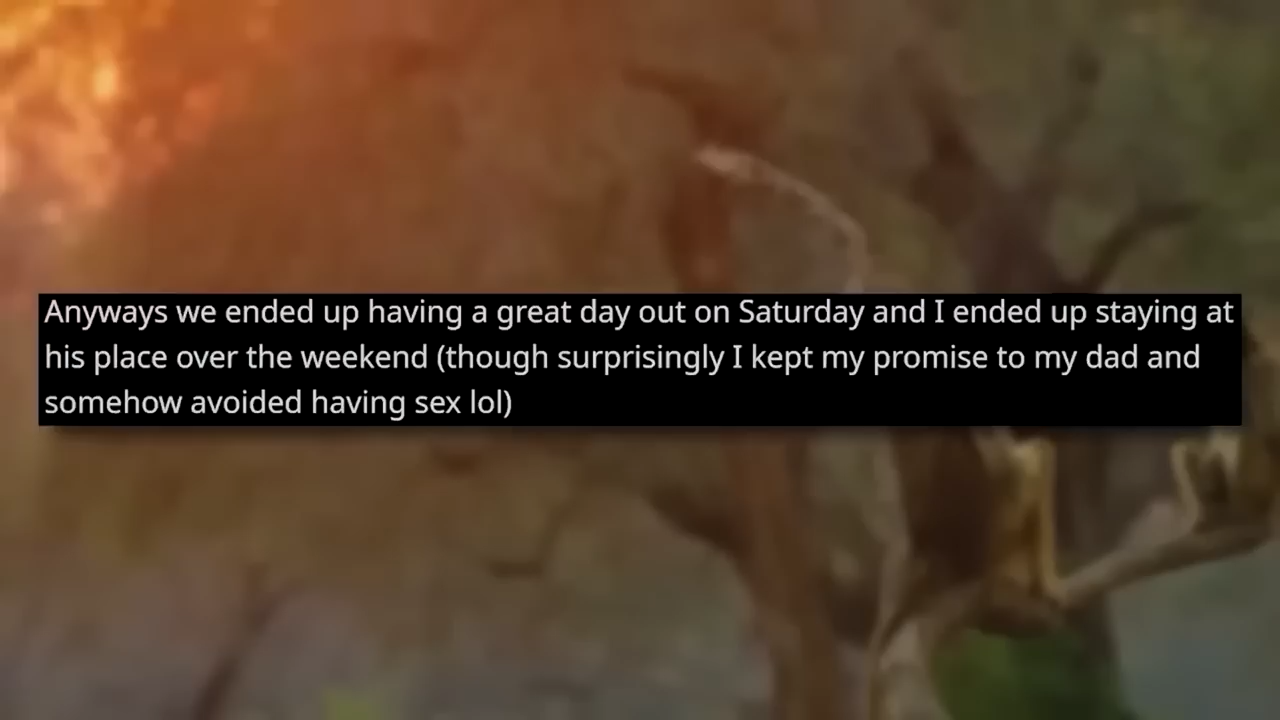 Anyways we ended up having a great day out on Saturday and I ended up staying at
his place over the weekend (though surprisingly I kept my promise to my dad and
somehow avoided having sex lol)